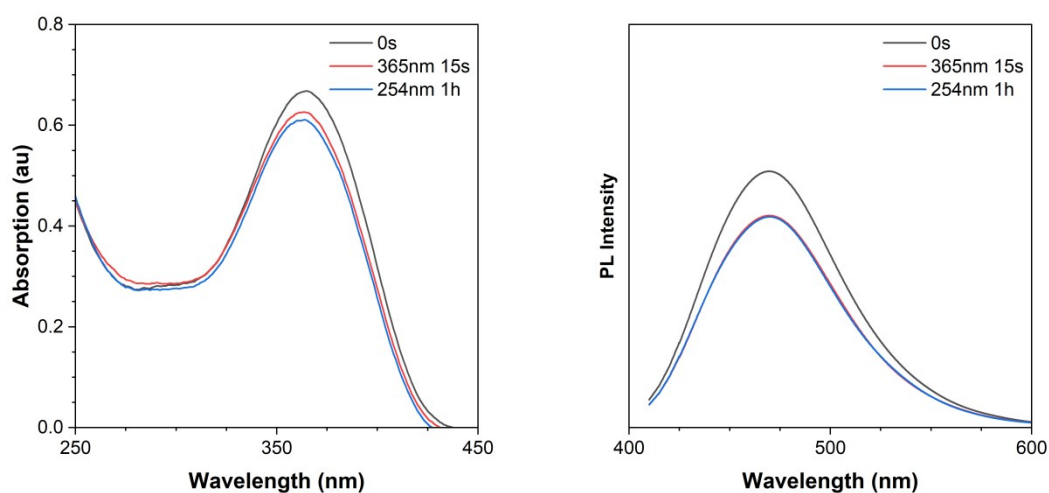 0.8
0.6
0.4
0.2
0.0
Absorption (au)
0s
365nm 15s
254nm 1h
250
350
450
Wavelength (nm)
PL Intensity
0s
365nm 15s
254nm 1h
400
500
600
Wavelength (nm)